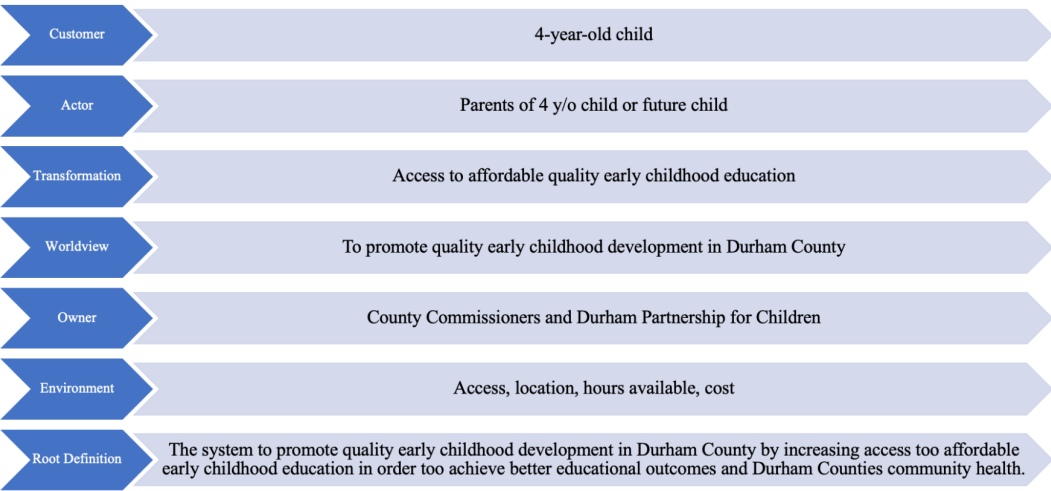 Customer
4-year-old child
Actor
Parents of 4 y/o child or future child
Transformation
Access to affordable quality early childhood education
Worldview
To promote quality early childhood development in Durham County
Owner
County Commissioners and Durham Partnership for Children
Environment
Access, location, hours available, cost
Root Definition
The system to promote quality early childhood development in Durham County by increasing access too affordable
early childhood education in order too achieve better educational outcomes and Durham Counties community health.